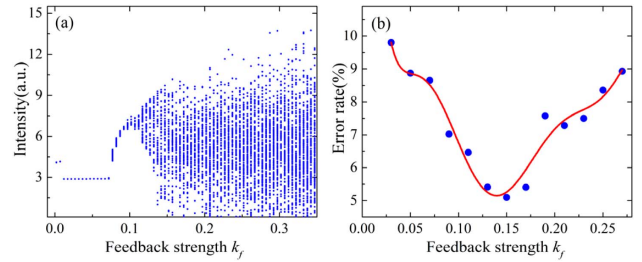 (a)
15
12
9
6
3
Intensity(a.u.)
0.0 0.1 0.2 0.3
Feedback strength k_f
(b)
10
9
8
7
6
5
Error rate(%)
0.00 0.05 0.10 0.15 0.20 0.25
Feedback strength k_f